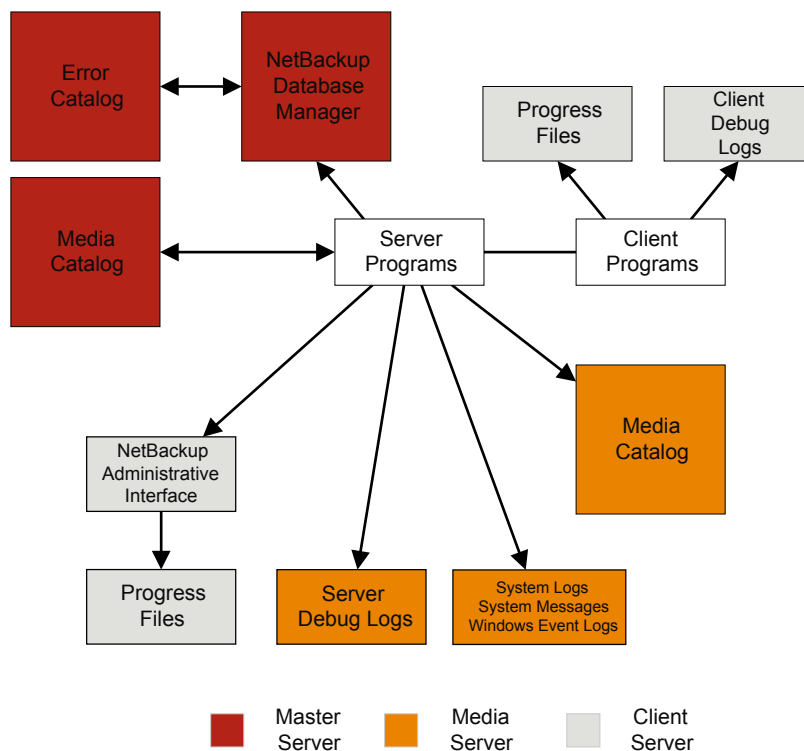 Error
Catalog
NetBackup
Database
Manager
Progress
Files
Client
Debug
Logs
Media
Catalog
Server
Programs
Client
Programs
Media
Catalog
NetBackup
Administrative
Interface
Progress
Files
Server
Debug Logs
System Logs
System Messages
Windows Event Logs
Master
Server
Media
Server
Client
Server